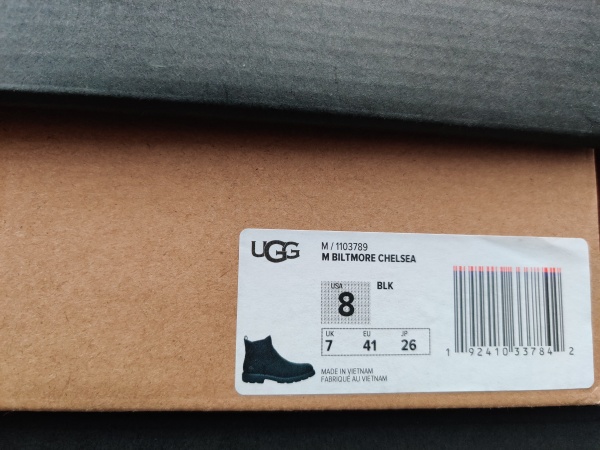 UGG
M / 1103789
M BILTMORE CHELSEA
USA
8
BLK
UK EU JP
7 41 26
MADE IN VIETNAM
FABRIQUÉ AU VIETNAM
1 92410 33784 2